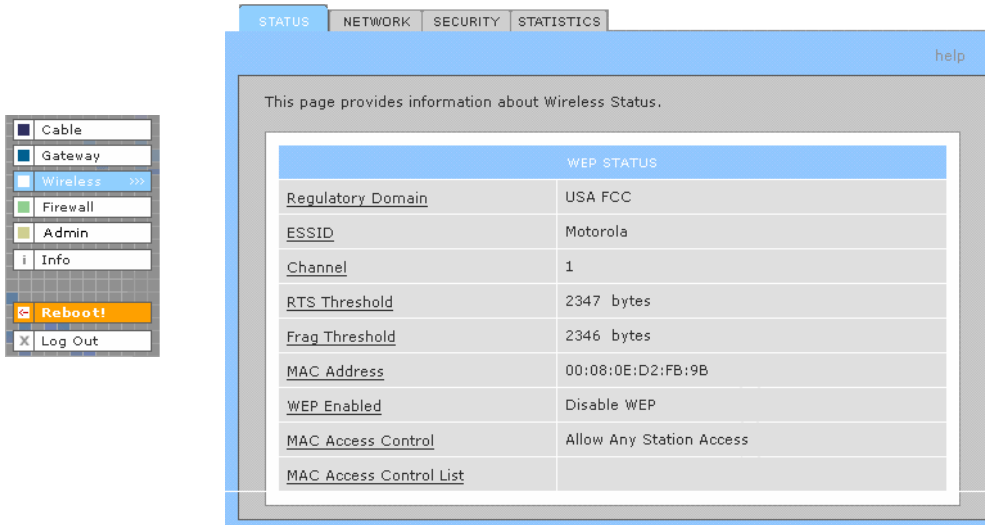 STATUS NETWORK SECURITY STATISTICS
help
This page provides information about Wireless Status.
Cable
Gateway
Wireless >>>
Firewall
Admin
i Info
Reboot!
X Log Out
WEP STATUS
Regulatory Domain USA FCC
ESSID Motorola
Channel 1
RTS Threshold 2347 bytes
Frag Threshold 2346 bytes
MAC Address 00:08:0E:D2:FB:9B
WEP Enabled Disable WEP
MAC Access Control Allow Any Station Access
MAC Access Control List